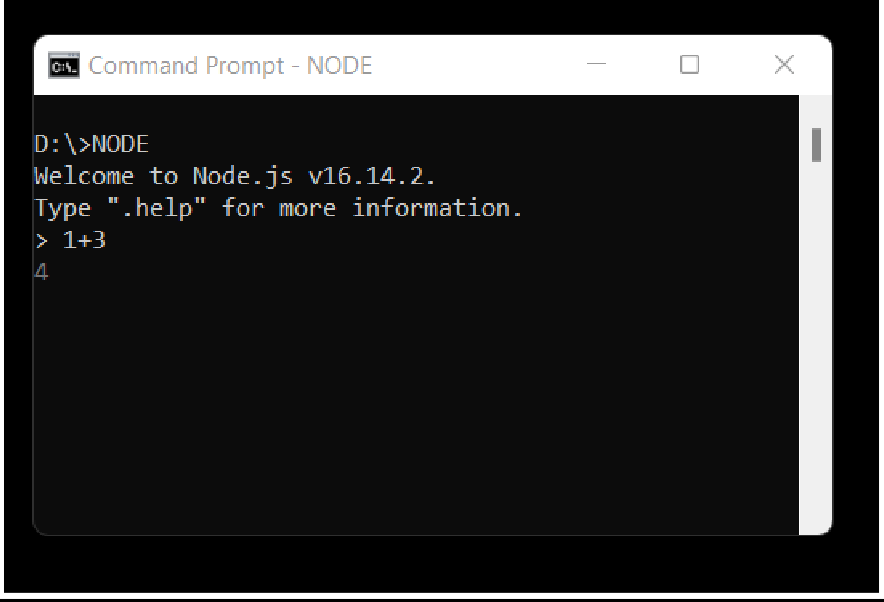 Command Prompt - NODE
D:\>NODE
Welcome to Node.js v16.14.2.
Type ".help" for more information.
> 1+3
4